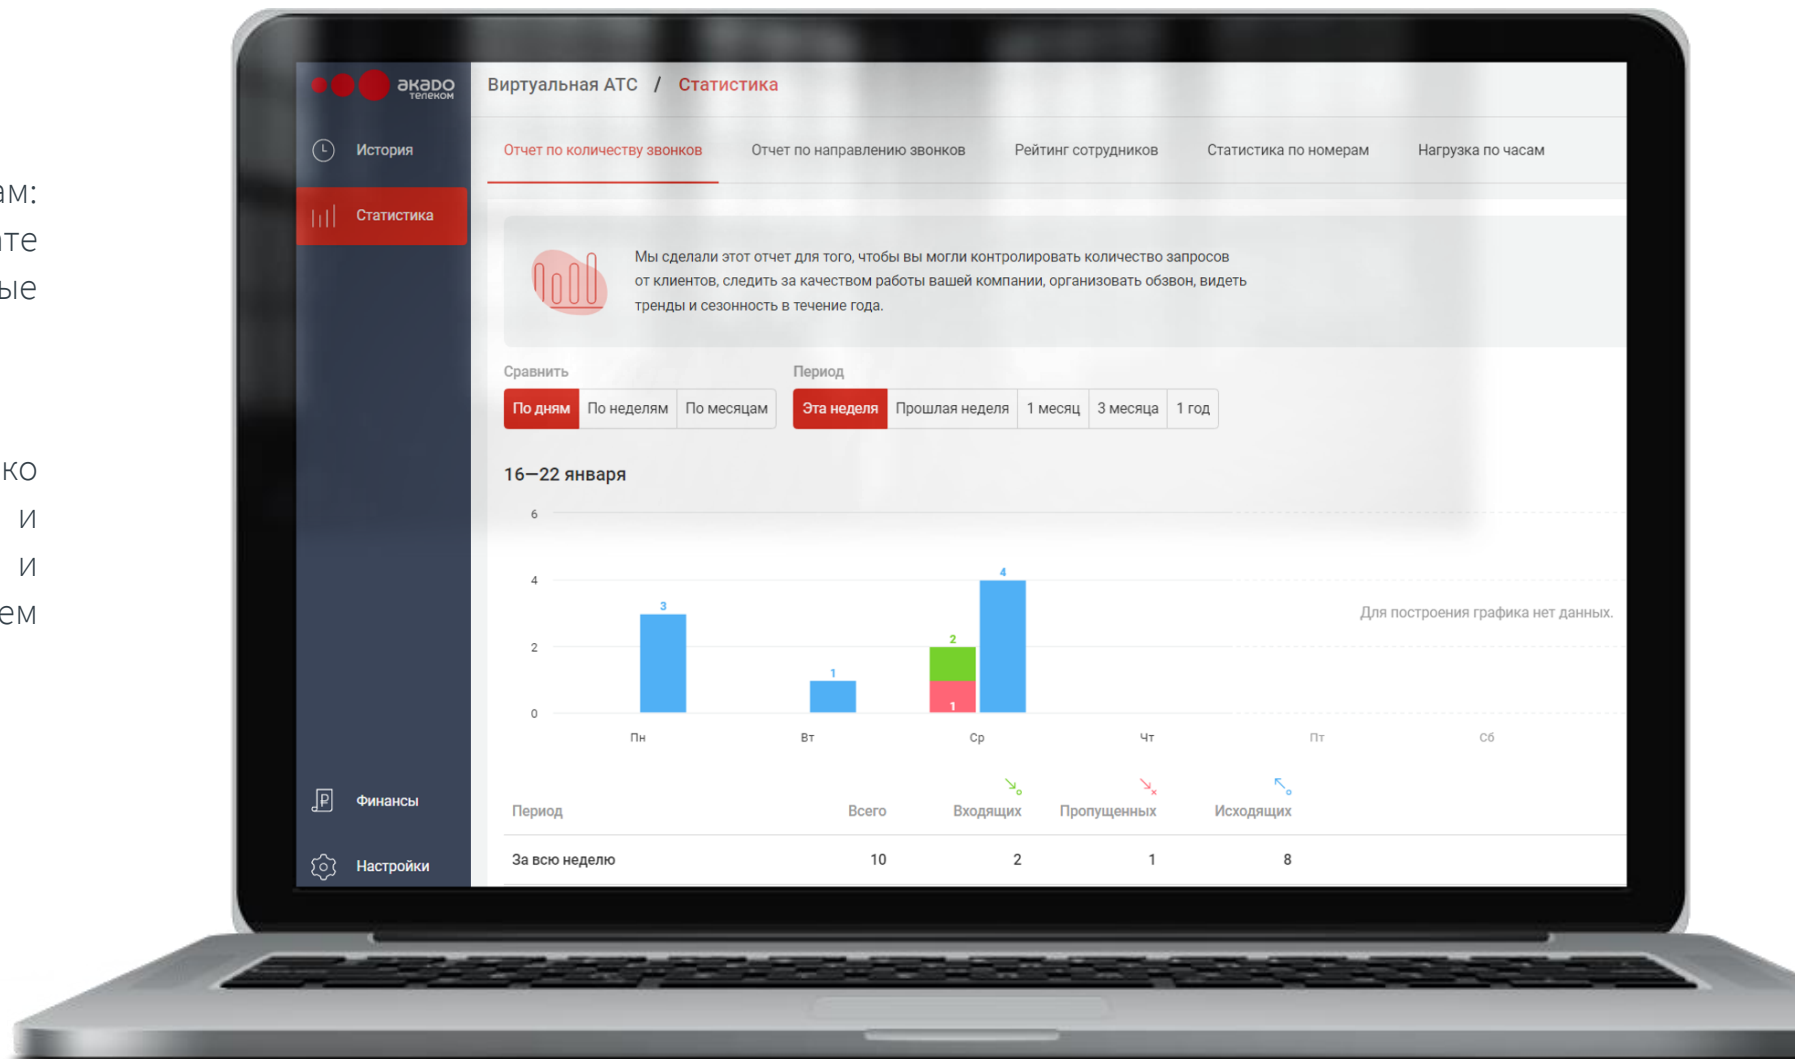 ам:
ате
ые
ко
и
и
ем
акадо
телеком
Виртуальная АТС / Статистика
История
Статистика
Финансы
Настройки
Отчет по количеству звонков
Отчет по направлению звонков
Рейтинг сотрудников
Статистика по номерам
Нагрузка по часам
Мы сделали этот отчет для того, чтобы вы могли контролировать количество запросов
от клиентов, следить за качеством работы вашей компании, организовать обзвон, видеть
тренды и сезонность в течение года.
Сравнить
По дням По неделям По месяцам
Период
Эта неделя Прошлая неделя 1 месяц 3 месяца 1 год
16—22 января
6
4
2
0
3
1
2
1
4
Для построения графика нет данных.
Пн Вт Ср Чт Пт Сб
Период Всего Входящих Пропущенных Исходящих
За всю неделю 10 2 1 8